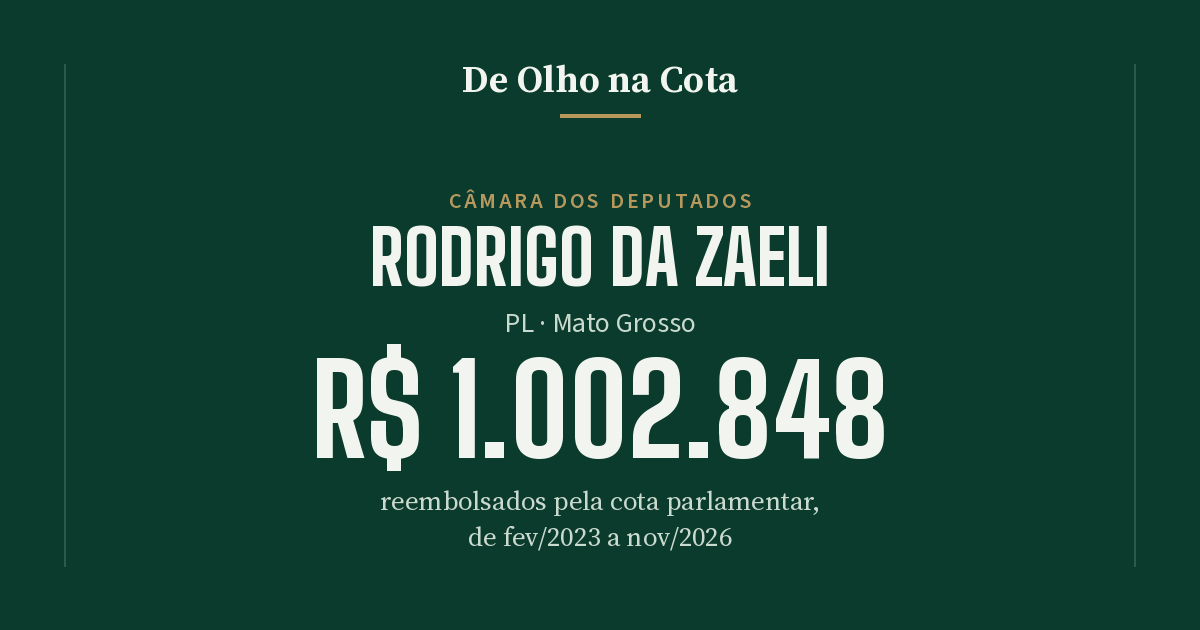 De Olho na Cota
CÂMARA DOS DEPUTADOS
RODRIGO DA ZAELI
PL · Mato Grosso
R$ 1.002.848
reembolsados pela cota parlamentar,
de fev/2023 a nov/2026